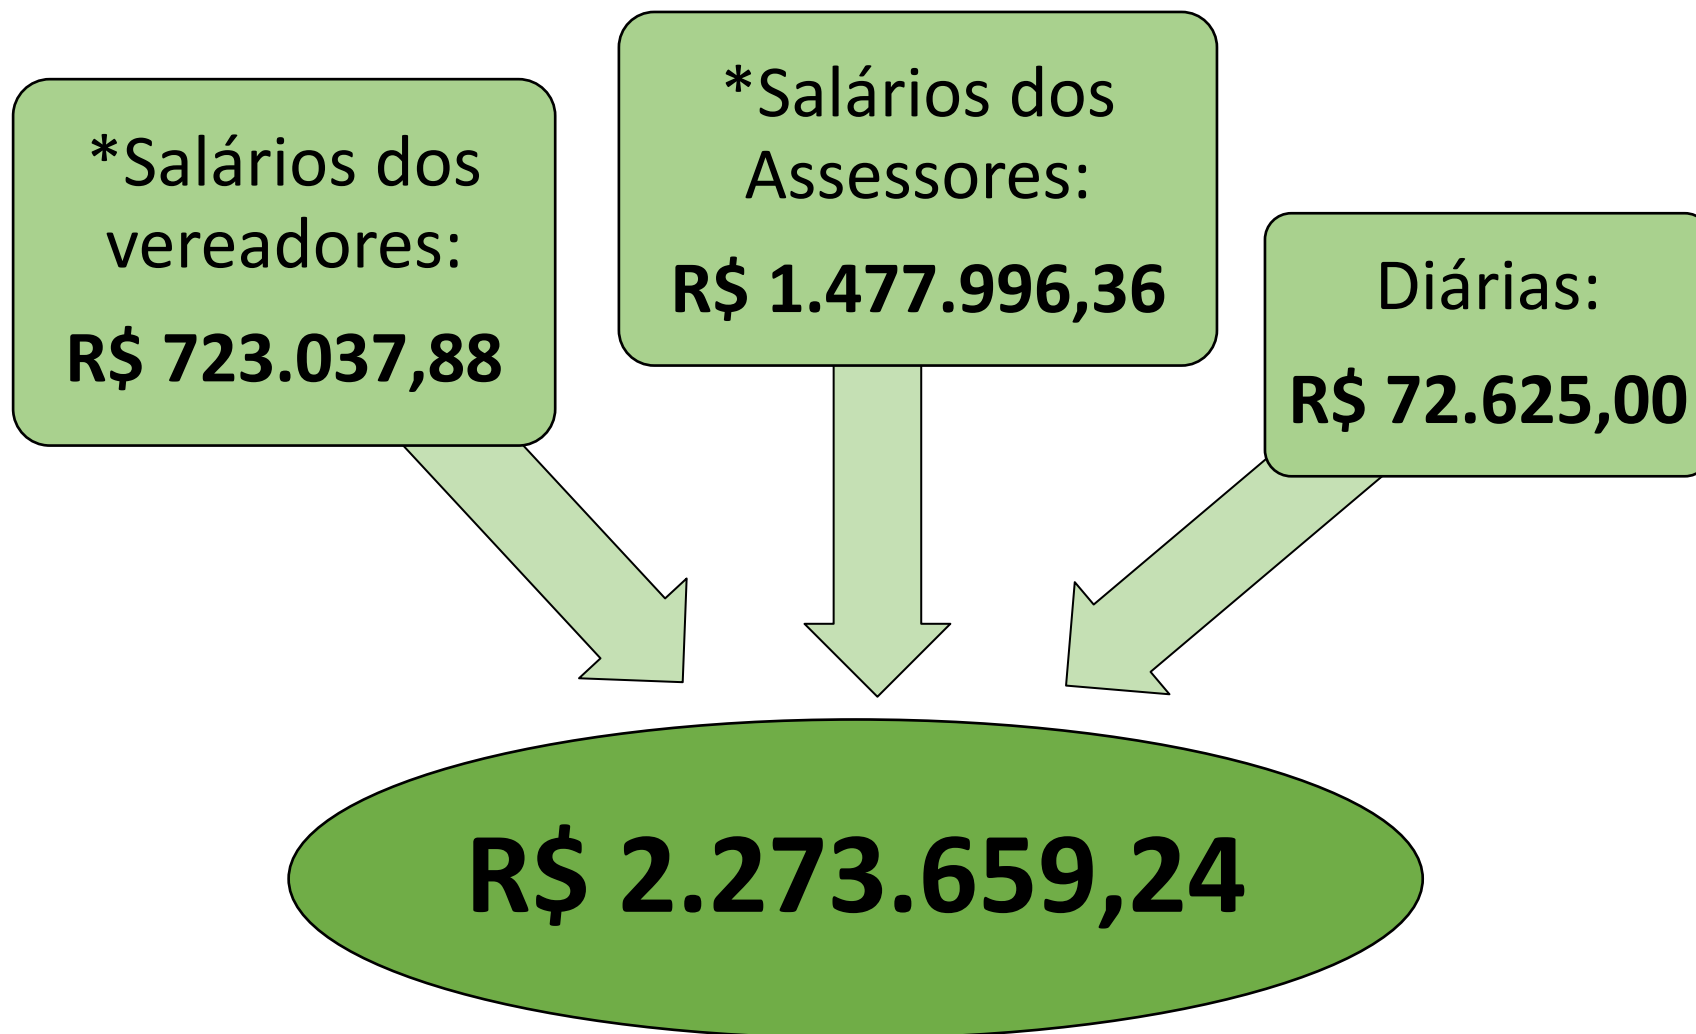 *Salários dos
vereadores:
R$ 723.037,88
*Salários dos
Assessores:
R$ 1.477.996,36
Diárias:
R$ 72.625,00
R$ 2.273.659,24